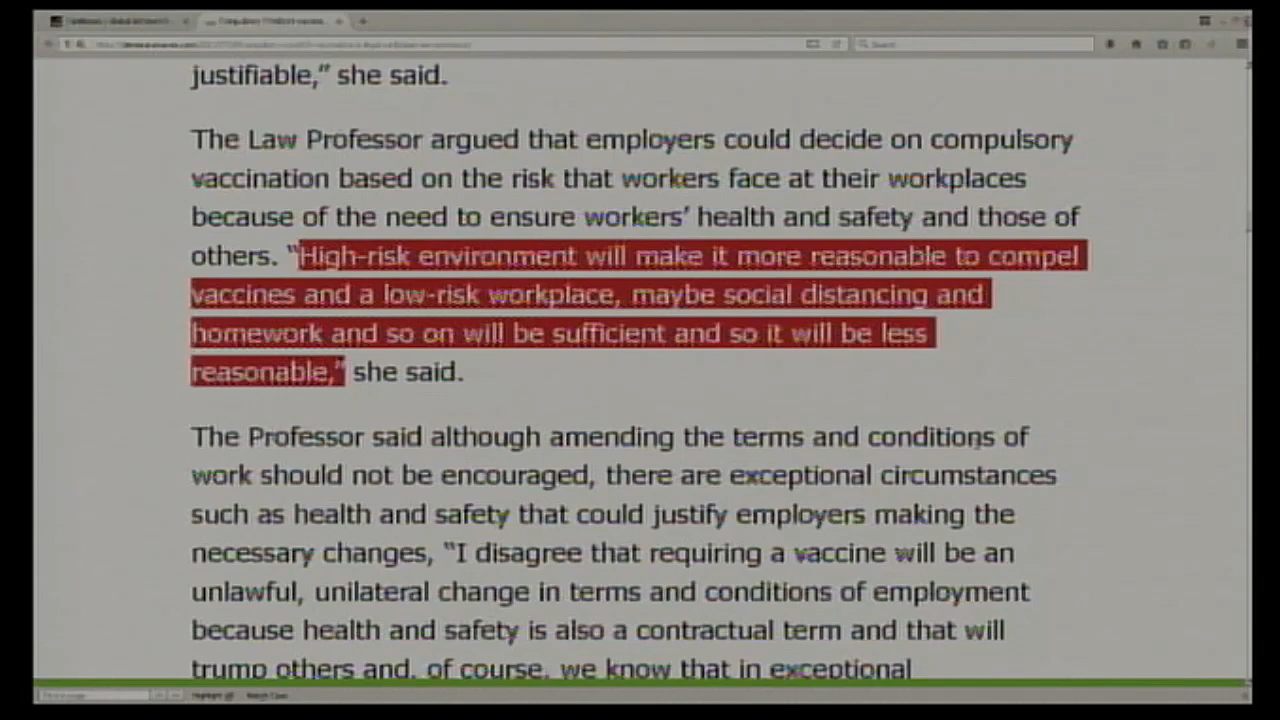 justifiable,” she said.
The Law Professor argued that employers could decide on compulsory
vaccination based on the risk that workers face at their workplaces
because of the need to ensure workers’ health and safety and those of
others. “High-risk environment will make it more reasonable to compel
vaccines and a low-risk workplace, maybe social distancing and
homework and so on will be sufficient and so it will be less
reasonable,” she said.
The Professor said although amending the terms and conditions of
work should not be encouraged, there are exceptional circumstances
such as health and safety that could justify employers making the
necessary changes, “I disagree that requiring a vaccine will be an
unlawful, unilateral change in terms and conditions of employment
because health and safety is also a contractual term and that will
trump others and, of course, we know that in exceptional